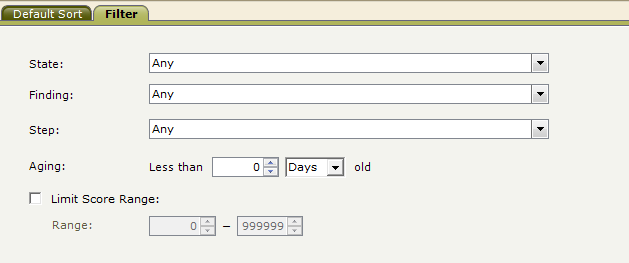 Default Sort Filter
State: Any
Finding: Any
Step: Any
Aging: Less than 0 Days old
Limit Score Range:
Range: 0 – 999999